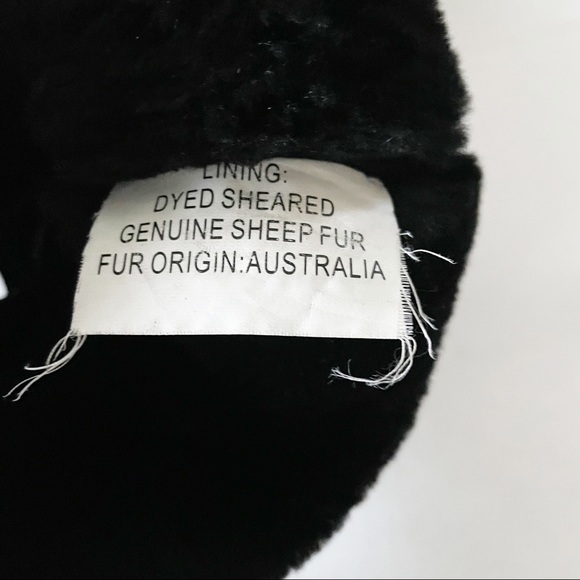 LINING:
DYED SHEARED
GENUINE SHEEP FUR
FUR ORIGIN:AUSTRALIA